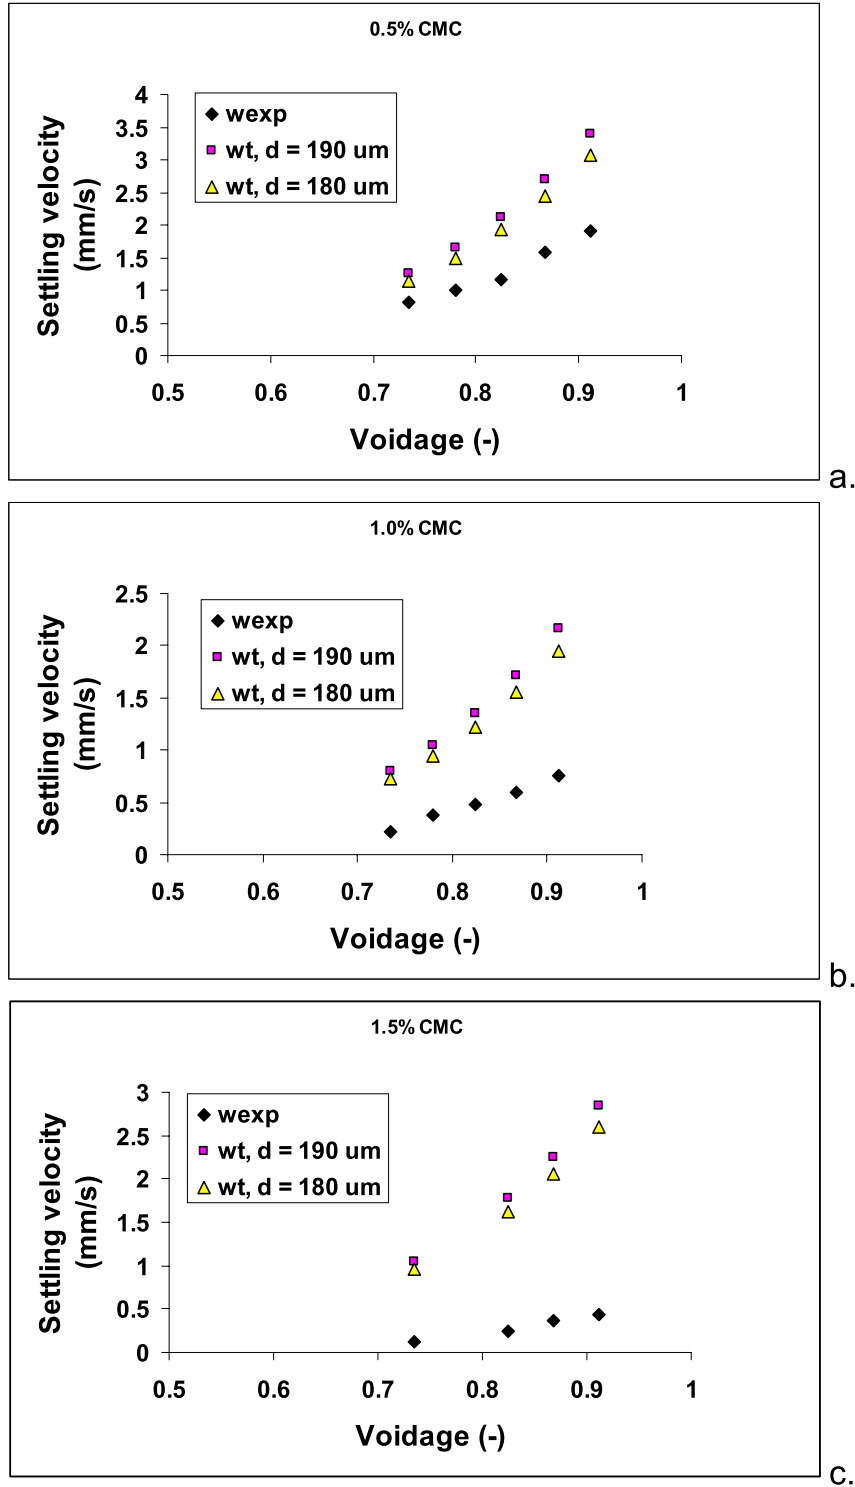 0.5% CMC
4
3.5
3
2.5
2
1.5
1
0.5
0
Settling velocity
(mm/s)
wexp
wt, d = 190 um
wt, d = 180 um
0.5 0.6 0.7 0.8 0.9 1
Voidage (-)
a.
1.0% CMC
2.5
2
1.5
1
0.5
0
Settling velocity
(mm/s)
wexp
wt, d = 190 um
wt, d = 180 um
0.5 0.6 0.7 0.8 0.9 1
Voidage (-)
b.
1.5% CMC
3
2.5
2
1.5
1
0.5
0
Settling velocity
(mm/s)
wexp
wt, d = 190 um
wt, d = 180 um
0.5 0.6 0.7 0.8 0.9 1
Voidage (-)
c.